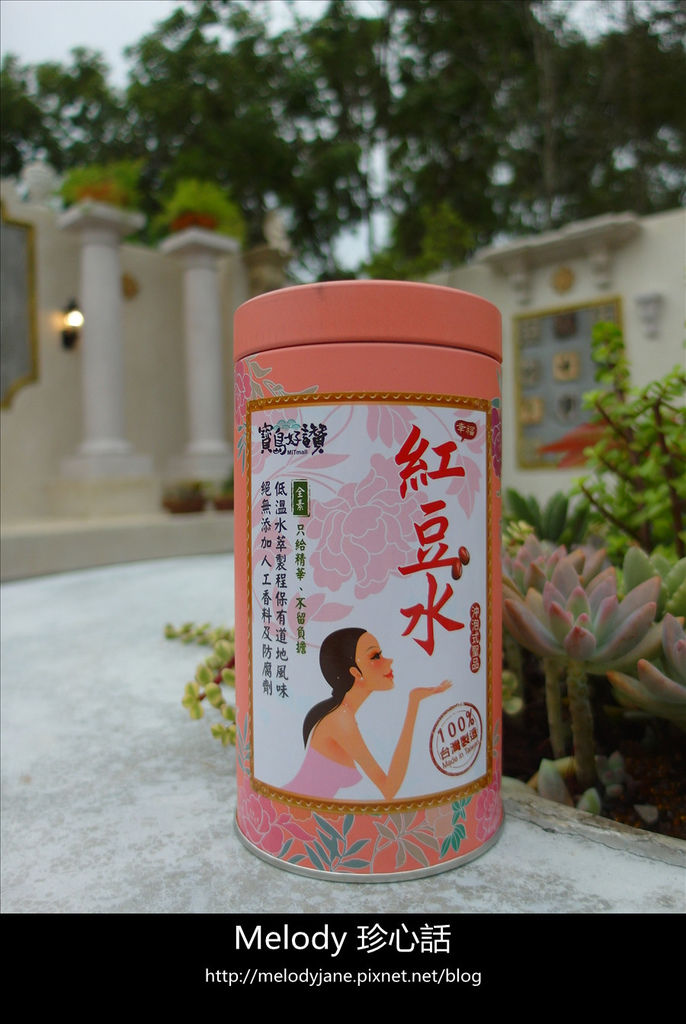 幸福
紅豆水
沖泡式聖品
寶島好讚
MiTmall
全素
只給精華、不留負擔
低溫水萃製程保有道地風味
絕無添加人工香料及防腐劑
100%
台灣製造
Made in Taiwan
Melody 珍心話
http://melodyjane.pixnet.net/blog